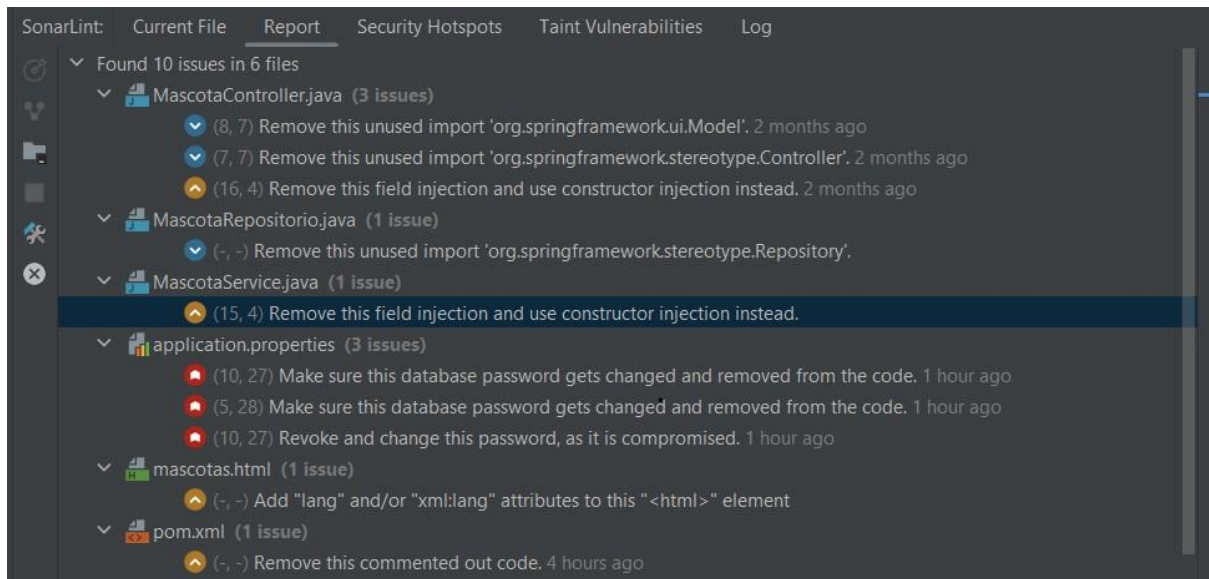 SonarLint: Current File Report Security Hotspots Taint Vulnerabilities Log
Found 10 issues in 6 files
MascotaController.java (3 issues)
(8, 7) Remove this unused import 'org.springframework.ui.Model'. 2 months ago
(7, 7) Remove this unused import 'org.springframework.stereotype.Controller'. 2 months ago
(16, 4) Remove this field injection and use constructor injection instead. 2 months ago
MascotaRepositorio.java (1 issue)
(-, -) Remove this unused import 'org.springframework.stereotype.Repository'.
MascotaService.java (1 issue)
(15, 4) Remove this field injection and use constructor injection instead.
application.properties (3 issues)
(10, 27) Make sure this database password gets changed and removed from the code. 1 hour ago
(5, 28) Make sure this database password gets changed and removed from the code. 1 hour ago
(10, 27) Revoke and change this password, as it is compromised. 1 hour ago
mascotas.html (1 issue)
(-, -) Add "lang" and/or "xml:lang" attributes to this "<html>" element
pom.xml (1 issue)
(-, -) Remove this commented out code. 4 hours ago